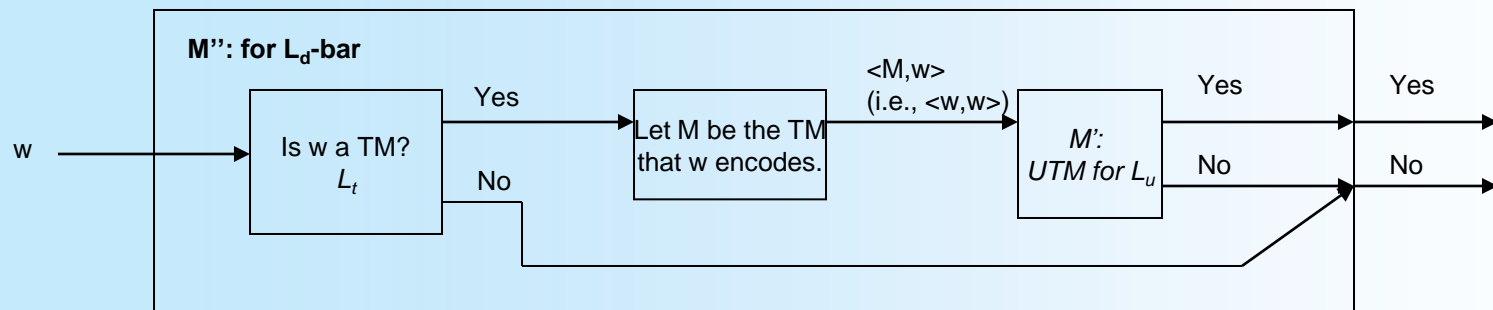 M’’: for Ld-bar
<M,w>
(i.e., <w,w>)
Yes
Yes
Yes
w
Is w a TM?
Lt
Let M be the TM
that w encodes.
M’:
UTM for Lu
No
No
No